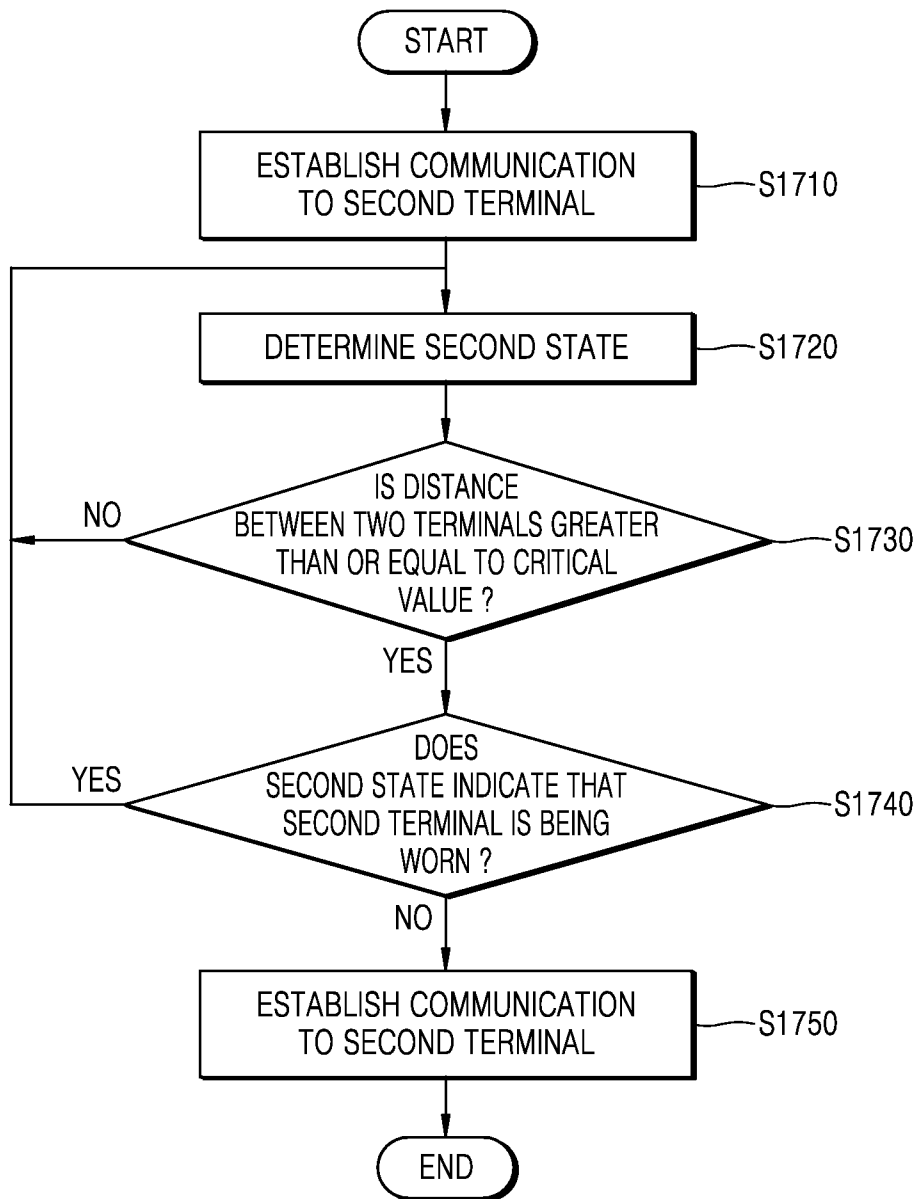 START
ESTABLISH COMMUNICATION
TO SECOND TERMINAL
S1710
DETERMINE SECOND STATE
S1720
IS DISTANCE
BETWEEN TWO TERMINALS GREATER
THAN OR EQUAL TO CRITICAL
VALUE ?
S1730
NO
YES
DOES
SECOND STATE INDICATE THAT
SECOND TERMINAL IS BEING
WORN ?
S1740
YES
NO
ESTABLISH COMMUNICATION
TO SECOND TERMINAL
S1750
END